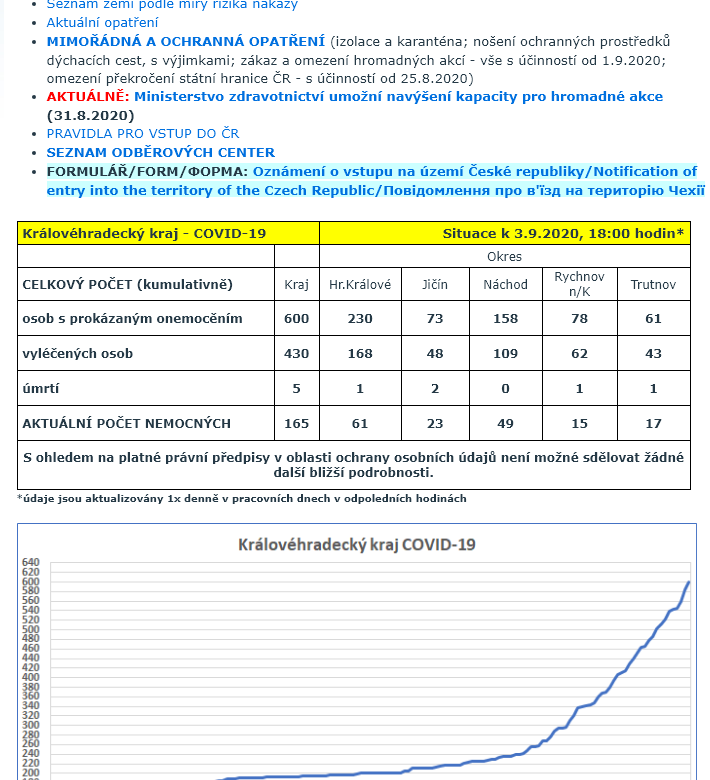 Seznam zemí podle míry rizika nákazy
Aktuální opatření
MIMOŘÁDNÁ A OCHRANNÁ OPATŘENÍ (izolace a karanténa; nošení ochranných prostředků
dýchacích cest, s výjimkami; zákaz a omezení hromadných akcí - vše s účinností od 1.9.2020;
omezení překročení státní hranice ČR - s účinností od 25.8.2020)
AKTUÁLNĚ: Ministerstvo zdravotnictví umožní navýšení kapacity pro hromadné akce
(31.8.2020)
PRAVIDLA PRO VSTUP DO ČR
SEZNAM ODBĚROVÝCH CENTER
FORMULÁŘ/FORM/ФОРМА: Oznámení o vstupu na území České republiky/Notification of
entry into the territory of the Czech Republic/Повідомлення про в'їзд на територію Чехії
Královéhradecký kraj - COVID-19 Situace k 3.9.2020, 18:00 hodin*
Okres
CELKOVÝ POČET (kumulativně) Kraj Hr.Králové Jičín Náchod Rychnov n/K Trutnov
osob s prokázaným onemocěním 600 230 73 158 78 61
vyléčených osob 430 168 48 109 62 43
úmrtí 5 1 2 0 1 1
AKTUÁLNÍ POČET NEMOCNÝCH 165 61 23 49 15 17
S ohledem na platné právní předpisy v oblasti ochrany osobních údajů není možné sdělovat žádné
další bližší podrobnosti.
*údaje jsou aktualizovány 1x denně v pracovních dnech v odpoledních hodinách
Královéhradecký kraj COVID-19
640
620
600
580
560
540
520
500
480
460
440
420
400
380
360
340
320
300
280
260
240
220
200